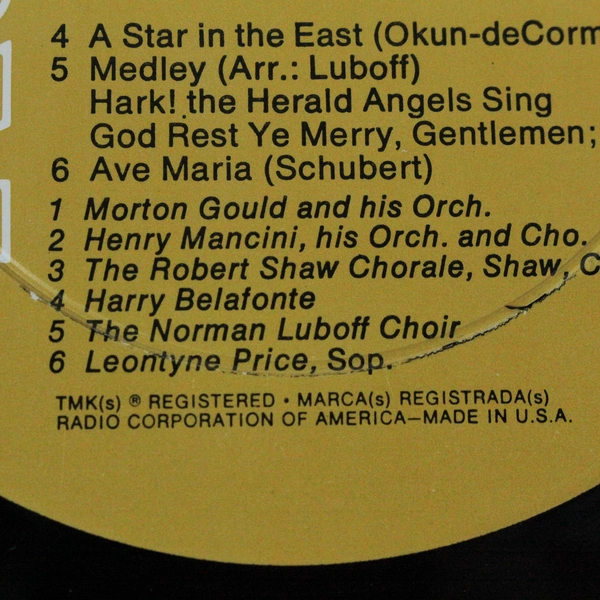 4 A Star in the East (Okun-deCorm
5 Medley (Arr.: Luboff)
Hark! the Herald Angels Sing
God Rest Ye Merry, Gentlemen;
6 Ave Maria (Schubert)
1 Morton Gould and his Orch.
2 Henry Mancini, his Orch. and Cho.
3 The Robert Shaw Chorale, Shaw, C
4 Harry Belafonte
5 The Norman Luboff Choir
6 Leontyne Price, Sop.
TMK(s) ® REGISTERED • MARCA(s) REGISTRADA(s)
RADIO CORPORATION OF AMERICA—MADE IN U.S.A.